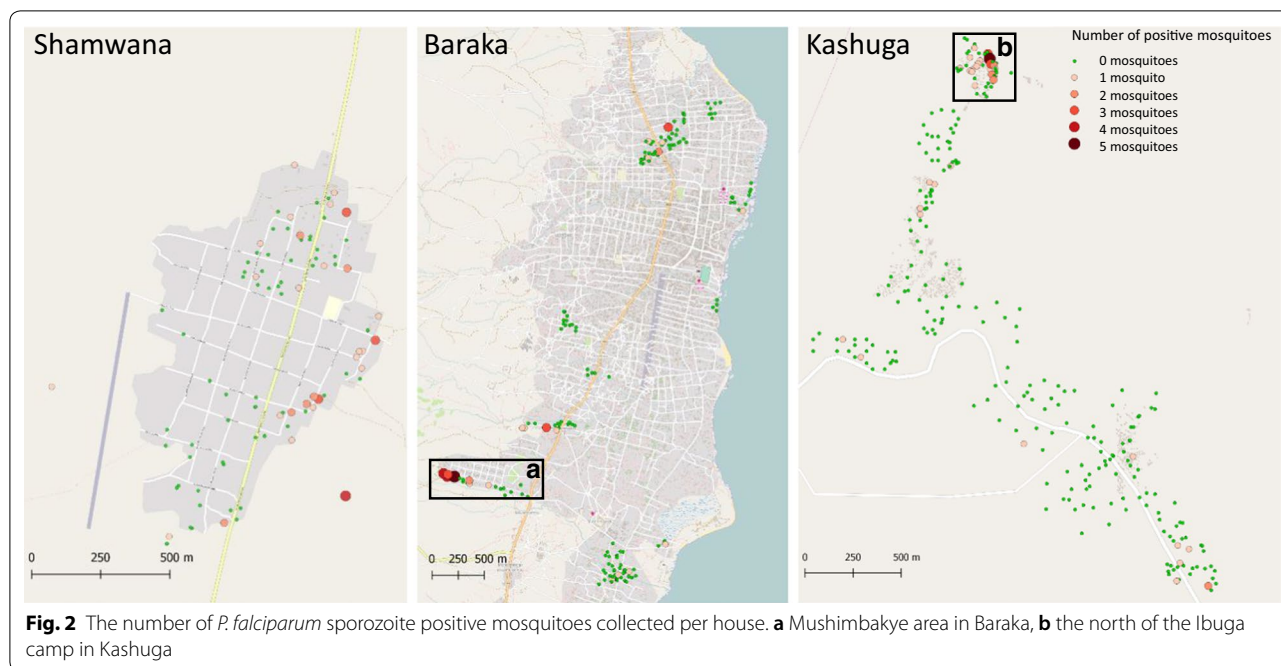 Shamwana
Baraka
Kashuga
b
Number of positive mosquitoes
0 mosquitoes
1 mosquito
2 mosquitoes
3 mosquitoes
4 mosquitoes
5 mosquitoes
a
0 250 500 m
0 250 500 m
0 250 500 m
Fig. 2 The number of P. falciparum sporozoite positive mosquitoes collected per house. a Mushimbakye area in Baraka, b the north of the Ibuga
camp in Kashuga